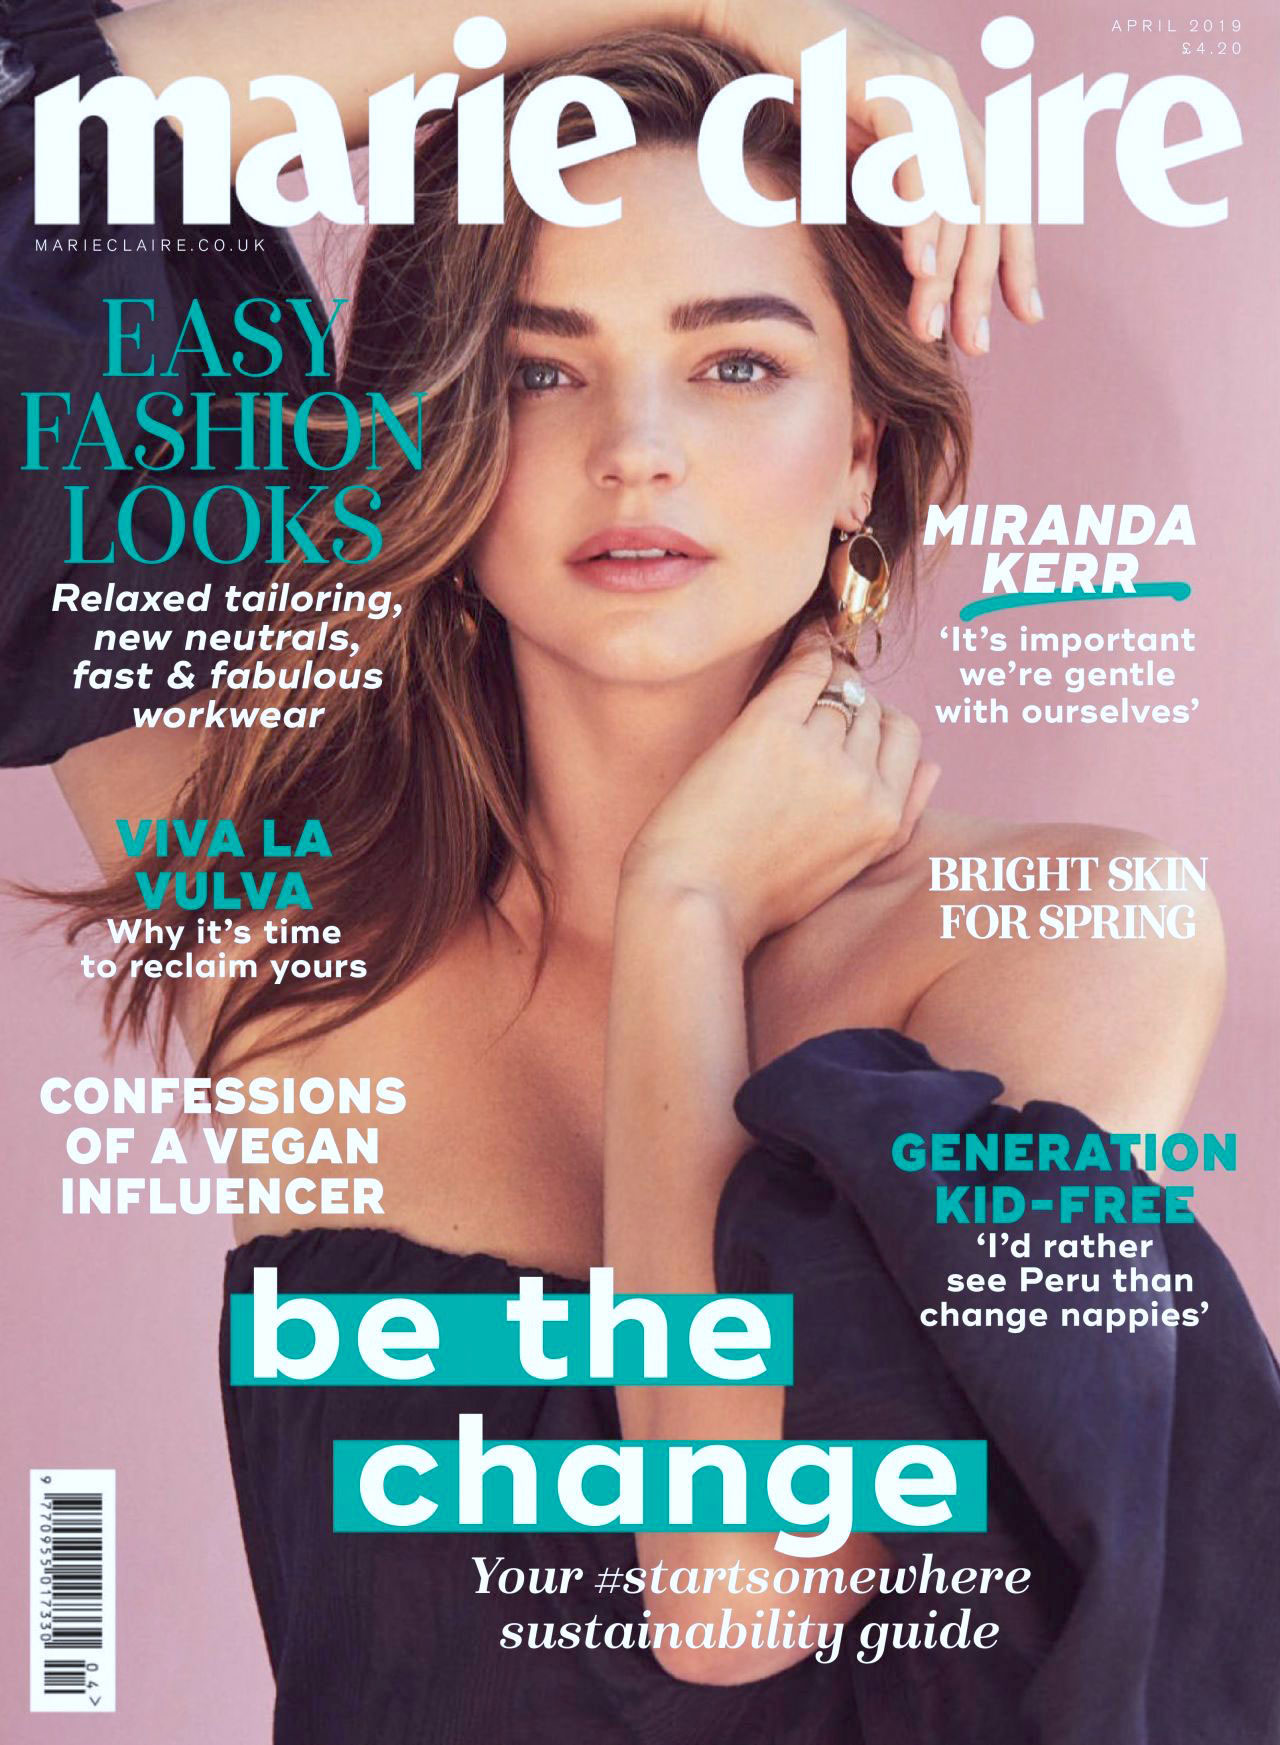 APRIL 2019
£4.20
marie claire
MARIECLAIRE.CO.UK
EASY
FASHION
LOOKS
Relaxed tailoring,
new neutrals,
fast & fabulous
workwear
MIRANDA
KERR
‘It’s important
we’re gentle
with ourselves’
VIVA LA
VULVA
Why it’s time
to reclaim yours
BRIGHT SKIN
FOR SPRING
CONFESSIONS
OF A VEGAN
INFLUENCER
GENERATION
KID-FREE
‘I’d rather
see Peru than
change nappies’
be the
change
Your #startsomewhere
sustainability guide
9 770955 017330
04>